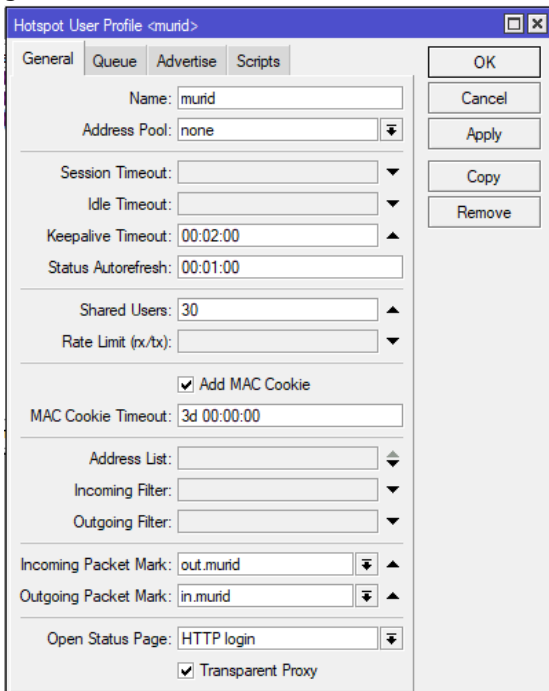 Hotspot User Profile <murid>
General Queue Advertise Scripts
OK
Name: murid
Cancel
Address Pool: none
Apply
Session Timeout:
Copy
Idle Timeout:
Remove
Keepalive Timeout: 00:02:00
Status Autorefresh: 00:01:00
Shared Users: 30
Rate Limit (rx/tx):
Add MAC Cookie
MAC Cookie Timeout: 3d 00:00:00
Address List:
Incoming Filter:
Outgoing Filter:
Incoming Packet Mark: out.murid
Outgoing Packet Mark: in.murid
Open Status Page: HTTP login
Transparent Proxy